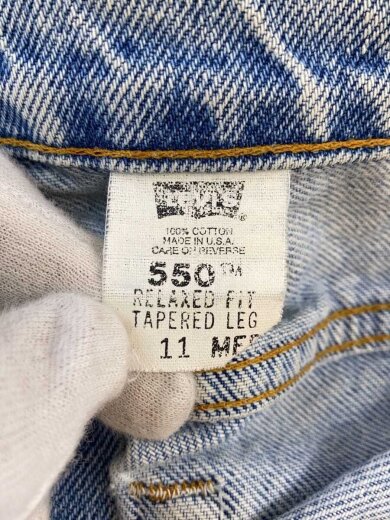 LEVI'S
100% COTTON
MADE IN U.S.A.
CARE ON REVERSE
550™
RELAXED FIT
TAPERED LEG
11 MED